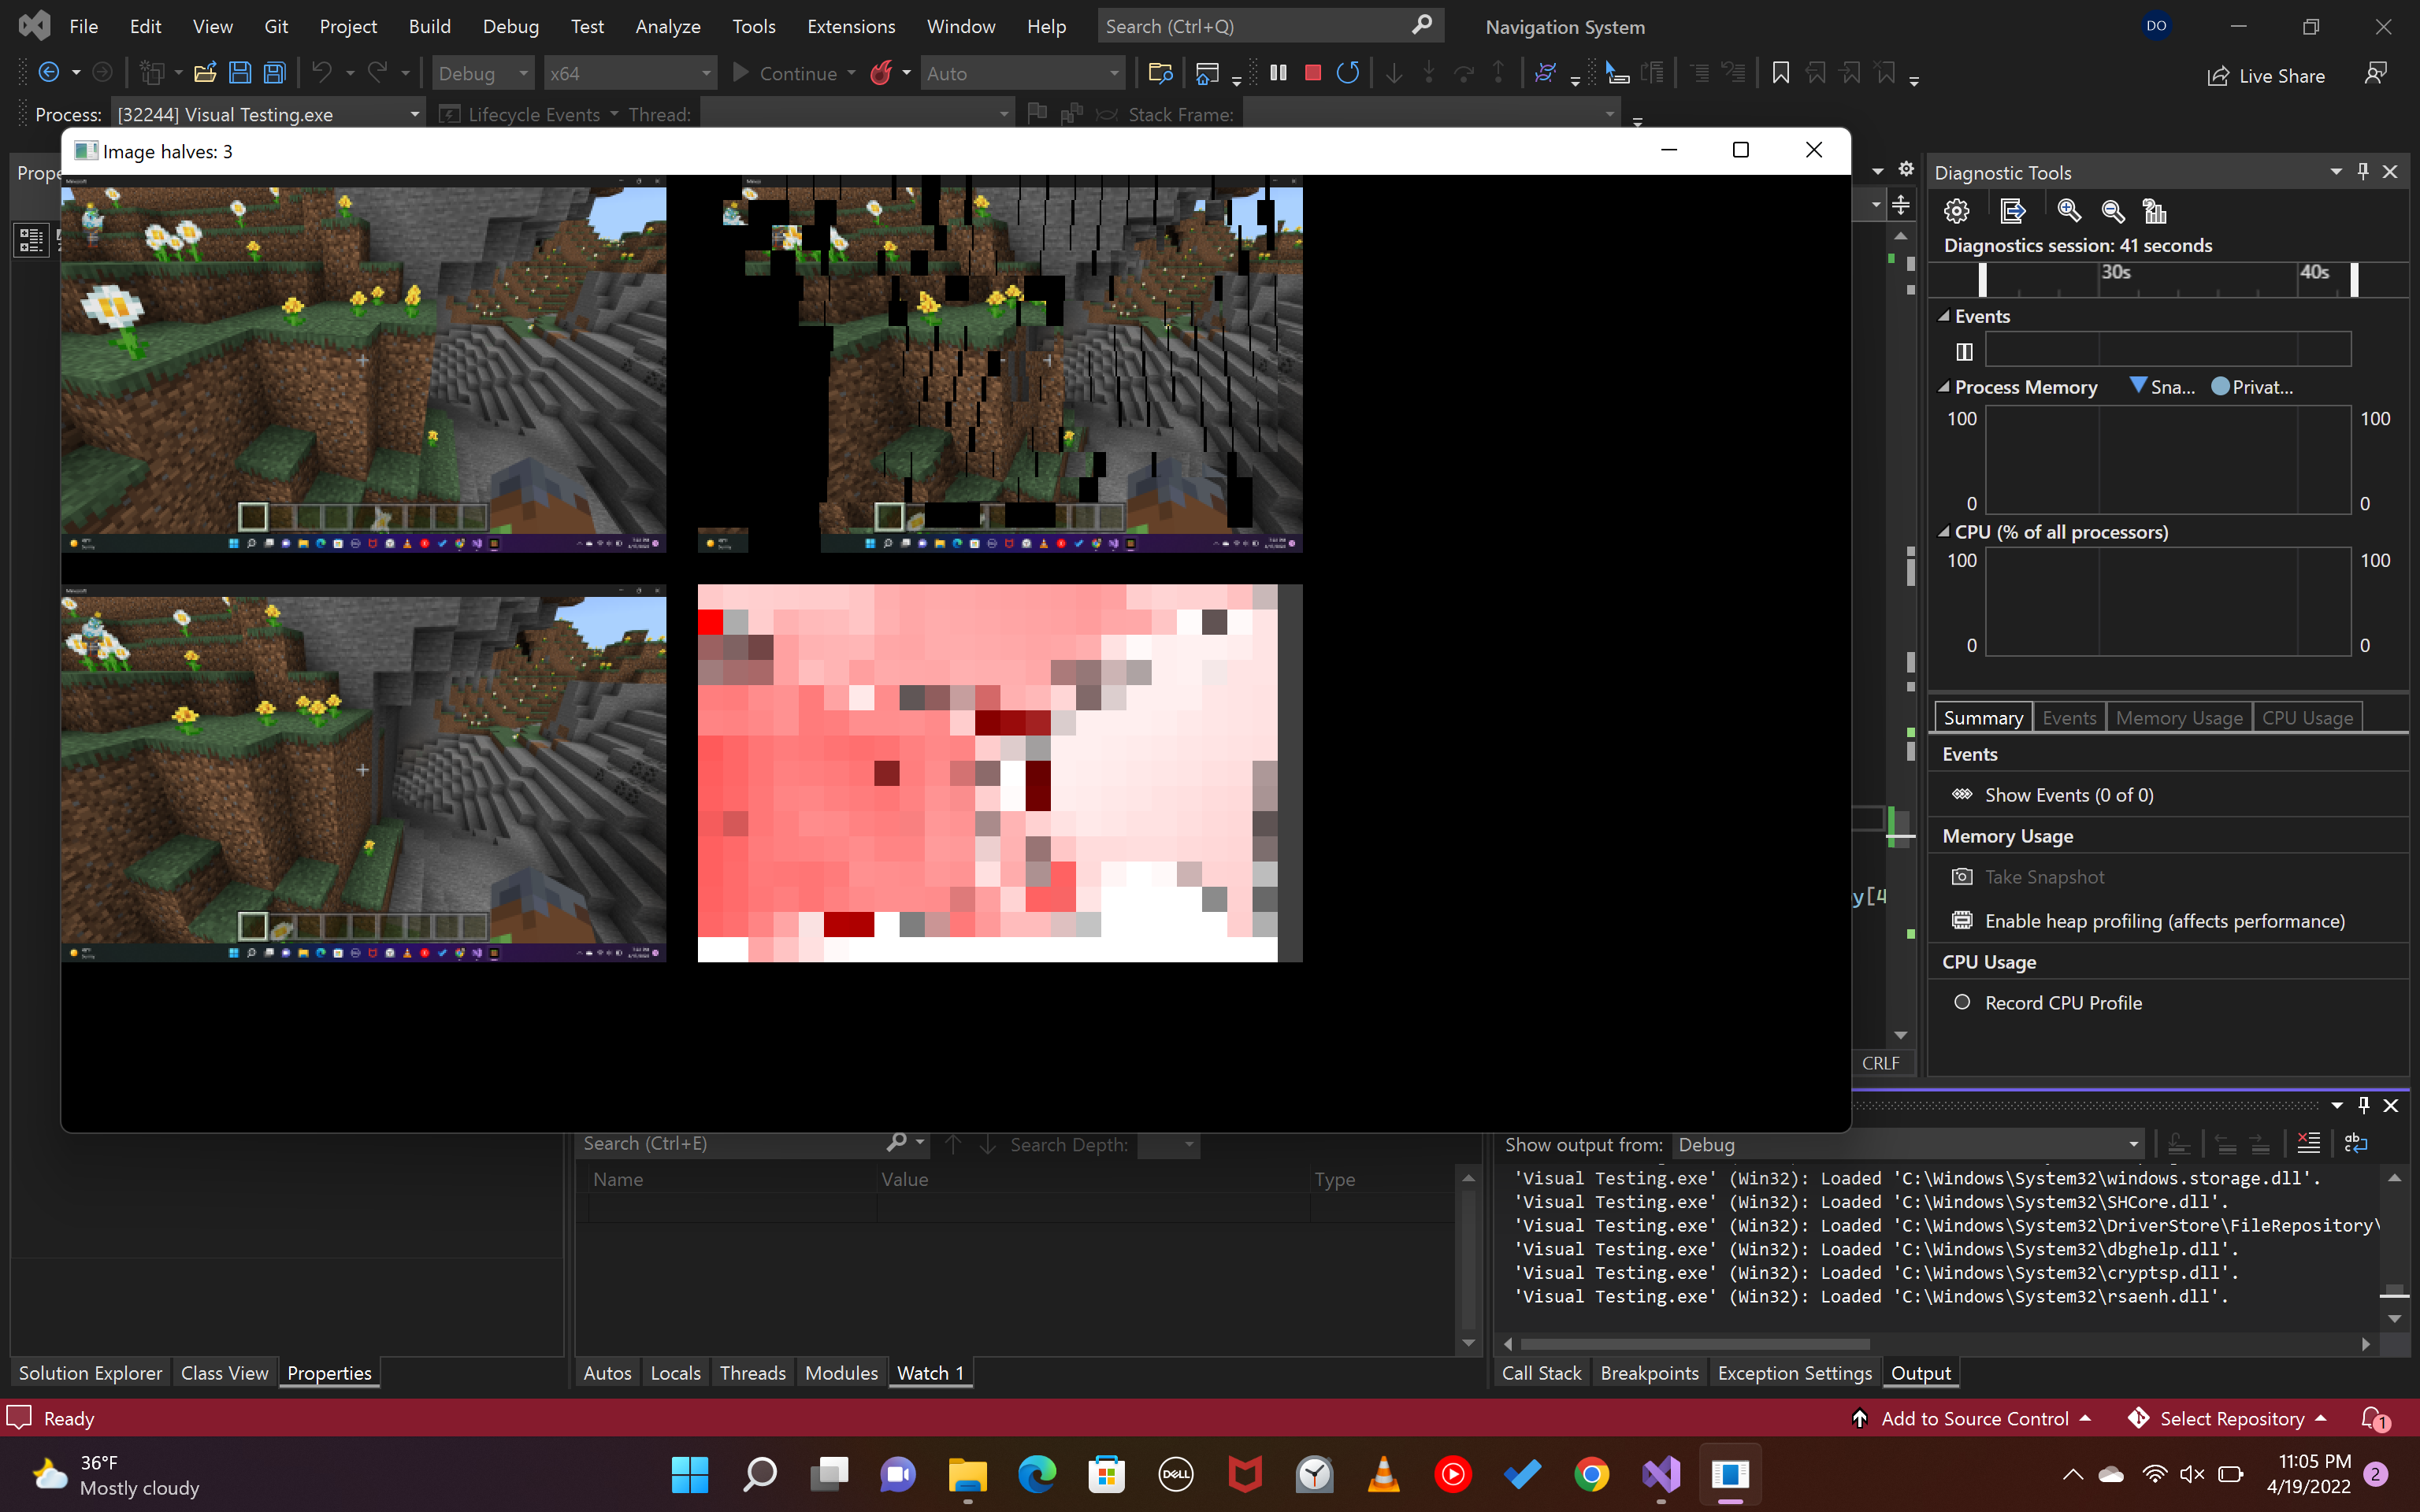 File Edit View Git Project Build Debug Test Analyze Tools Extensions Window Help Search (Ctrl+Q) Navigation System DO
Debug x64 Continue Auto Live Share
Process: [32244] Visual Testing.exe Lifecycle Events Thread: Stack Frame:
Image halves: 3
Prope
Diagnostic Tools
Diagnostics session: 41 seconds
30s 40s
Events
Process Memory Sna... Privat...
100 100
0 0
CPU (% of all processors)
100 100
0 0
Summary Events Memory Usage CPU Usage
Events
Show Events (0 of 0)
Memory Usage
Take Snapshot
Enable heap profiling (affects performance)
CPU Usage
Record CPU Profile
y[4
CRLF
Search (Ctrl+E) Search Depth:
Name Value Type
Show output from: Debug
'Visual Testing.exe' (Win32): Loaded 'C:\Windows\System32\windows.storage.dll'.
'Visual Testing.exe' (Win32): Loaded 'C:\Windows\System32\SHCore.dll'.
'Visual Testing.exe' (Win32): Loaded 'C:\Windows\System32\DriverStore\FileRepository\
'Visual Testing.exe' (Win32): Loaded 'C:\Windows\System32\dbghelp.dll'.
'Visual Testing.exe' (Win32): Loaded 'C:\Windows\System32\cryptsp.dll'.
'Visual Testing.exe' (Win32): Loaded 'C:\Windows\System32\rsaenh.dll'.
Solution Explorer Class View Properties Autos Locals Threads Modules Watch 1 Call Stack Breakpoints Exception Settings Output
Ready Add to Source Control Select Repository 1
36°F
Mostly cloudy
DELL
11:05 PM
4/19/2022
2